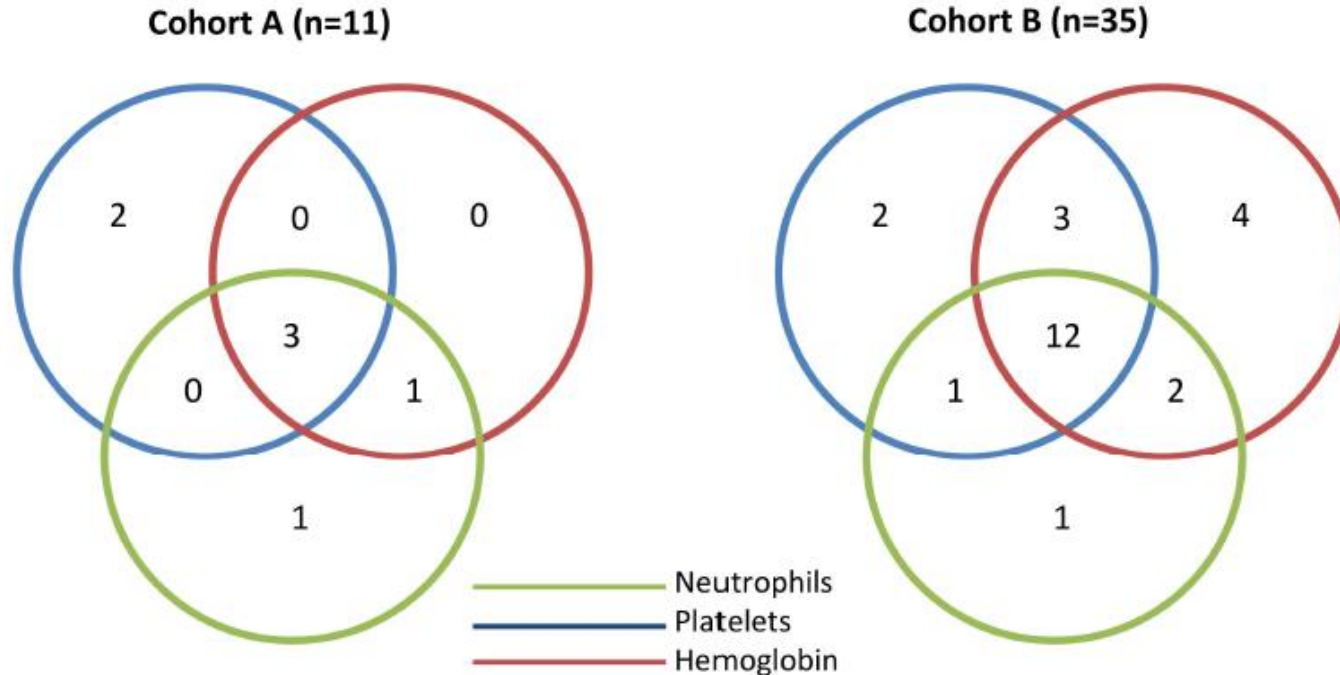 Cohort A (n=11)
Cohort B (n=35)
2
0
0
3
0
1
1
2
3
4
12
1
2
1
Neutrophils
Platelets
Hemoglobin